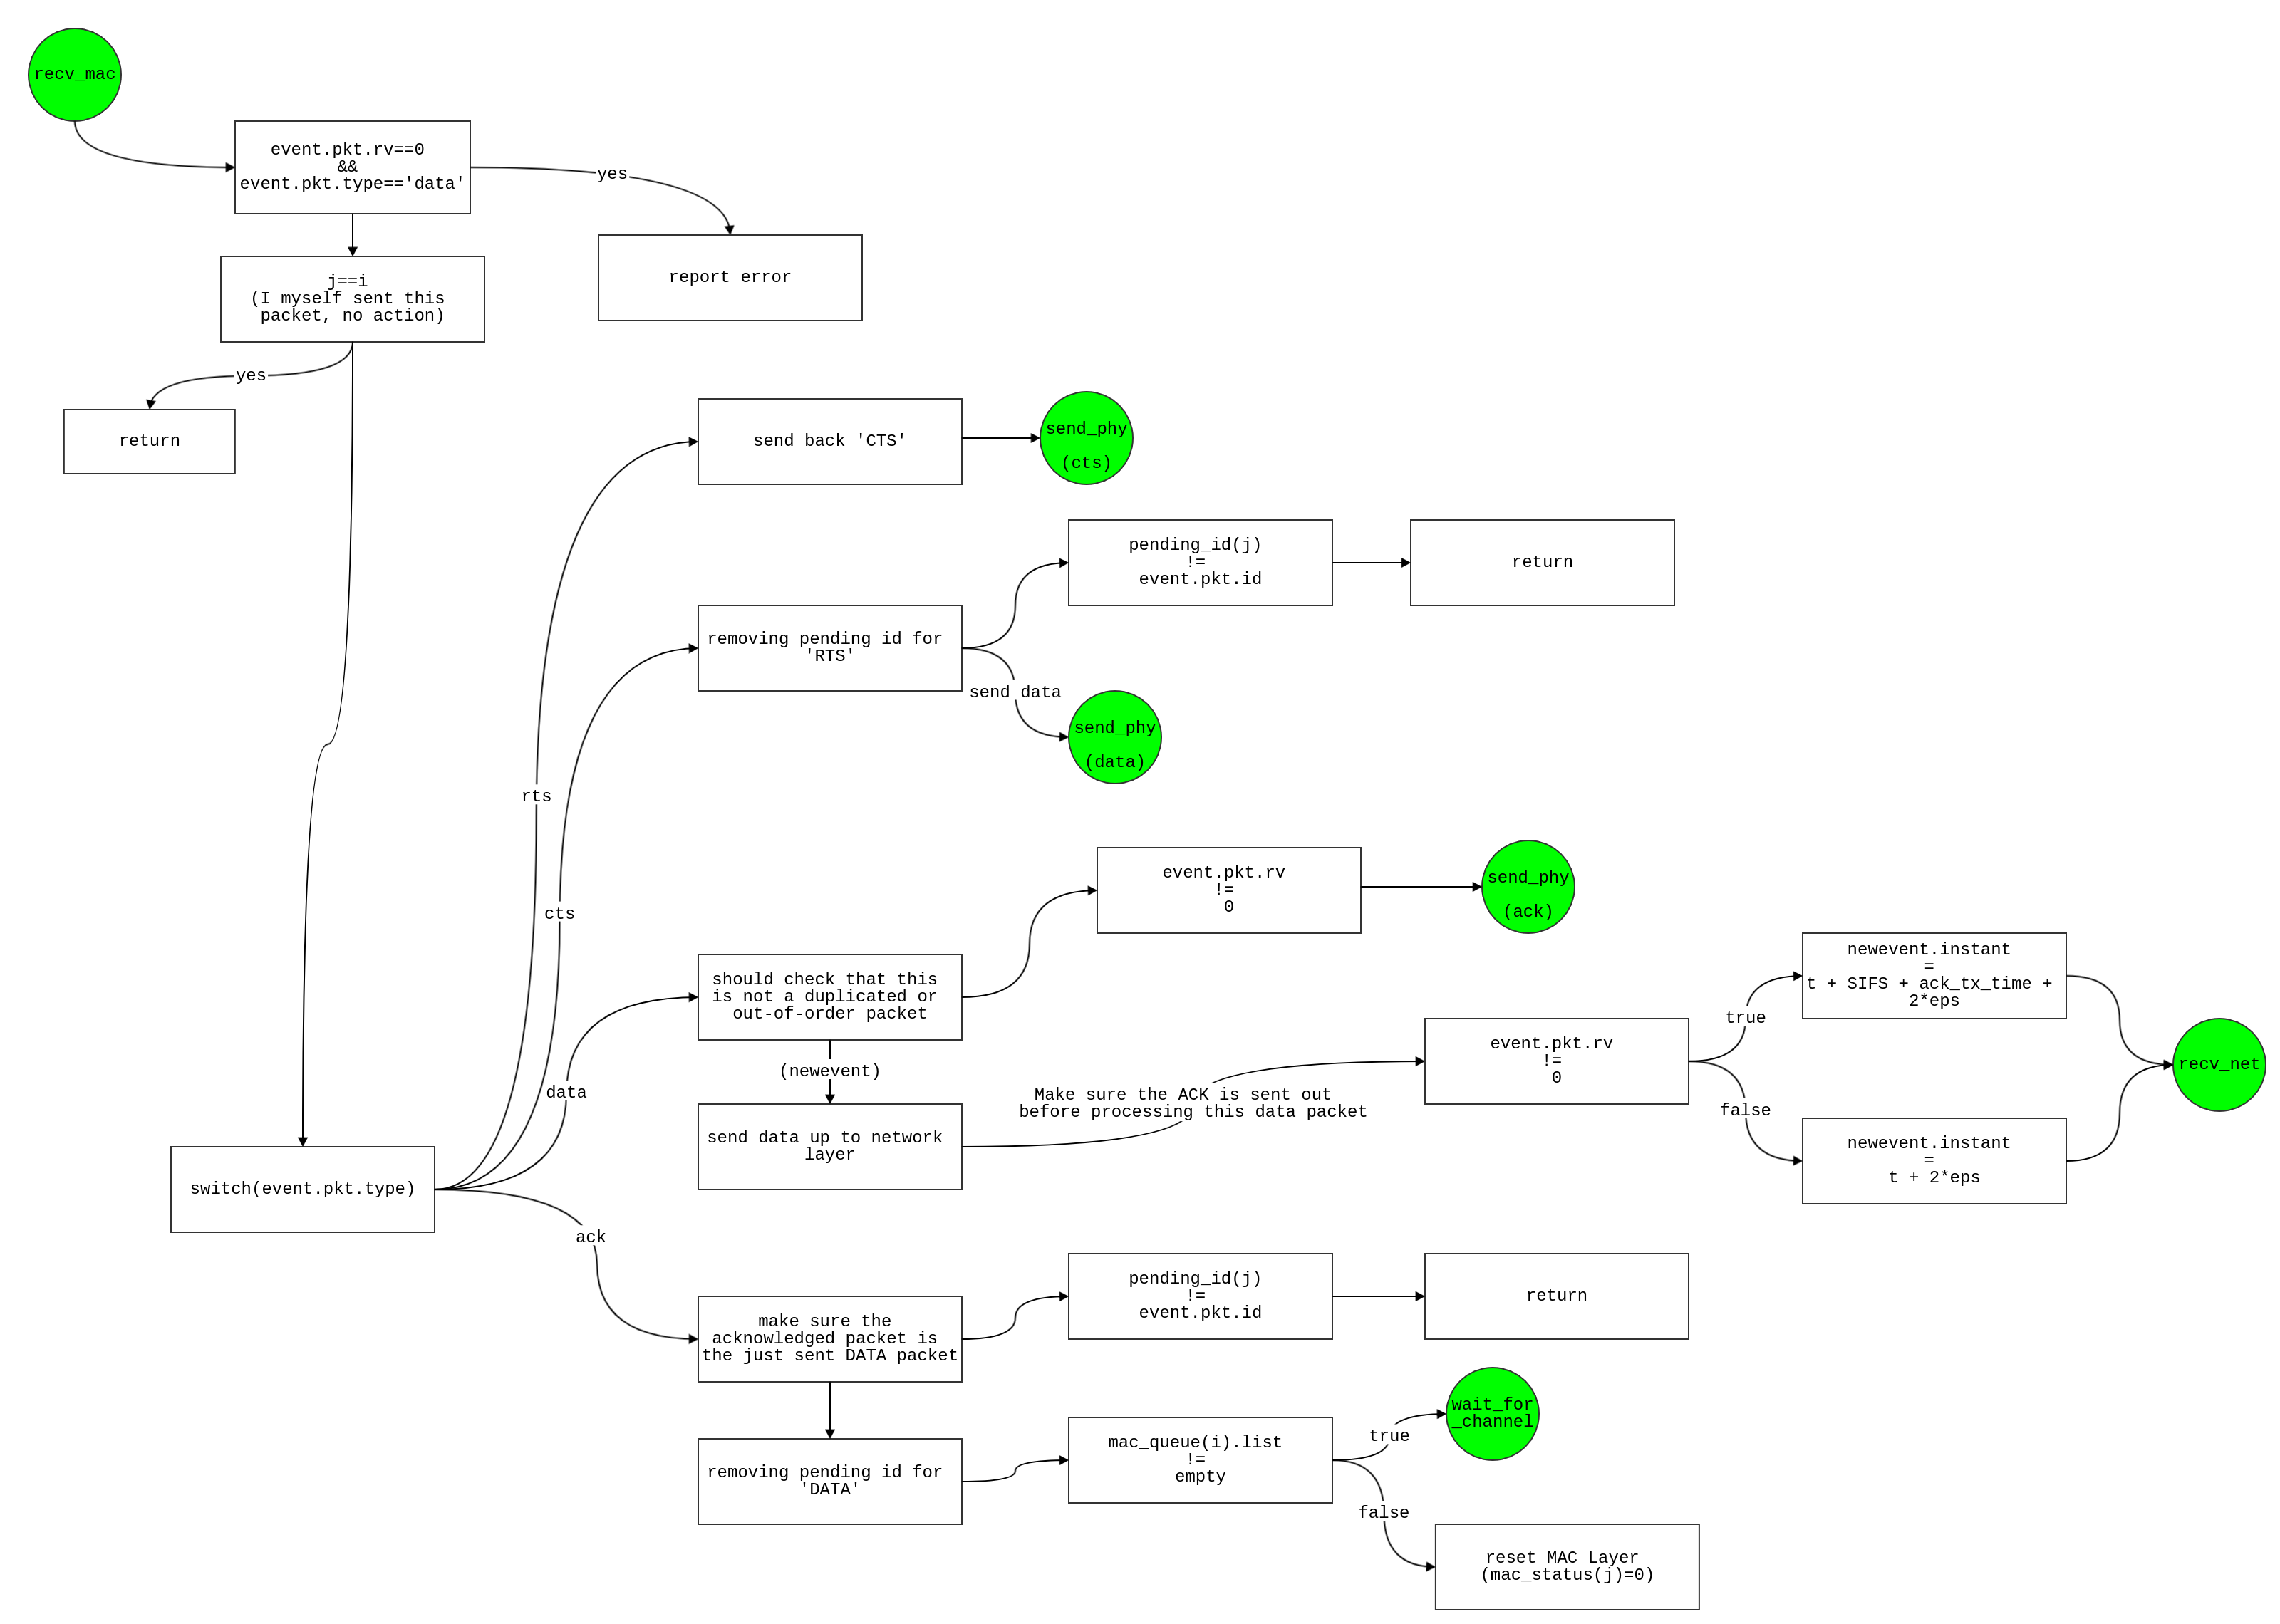 recv_mac
event.pkt.rv==0
&&
event.pkt.type=='data'
yes
report error
j==i
(I myself sent this
packet, no action)
yes
return
send back 'CTS'
send_phy
(cts)
pending_id(j)
!=
event.pkt.id
return
removing pending id for
'RTS'
send data
send_phy
(data)
rts
cts
event.pkt.rv
!=
0
send_phy
(ack)
should check that this
is not a duplicated or
out-of-order packet
newevent.instant
=
t + SIFS + ack_tx_time +
2*eps
true
(newevent)
event.pkt.rv
!=
0
recv_net
data
Make sure the ACK is sent out
before processing this data packet
false
send data up to network
layer
newevent.instant
=
t + 2*eps
switch(event.pkt.type)
ack
pending_id(j)
!=
event.pkt.id
return
make sure the
acknowledged packet is
the just sent DATA packet
wait_for
_channel
true
mac_queue(i).list
!=
empty
removing pending id for
'DATA'
false
reset MAC Layer
(mac_status(j)=0)